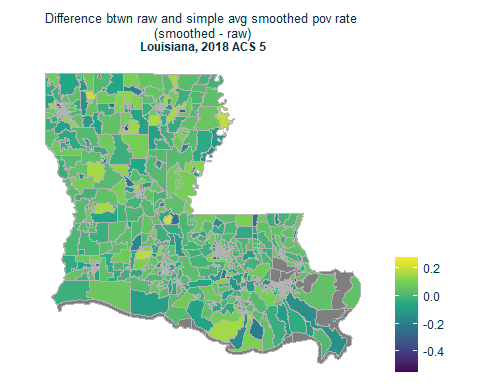 Difference btwn raw and simple avg smoothed pov rate
(smoothed - raw)
Louisiana, 2018 ACS 5
0.2
0.0
-0.2
-0.4